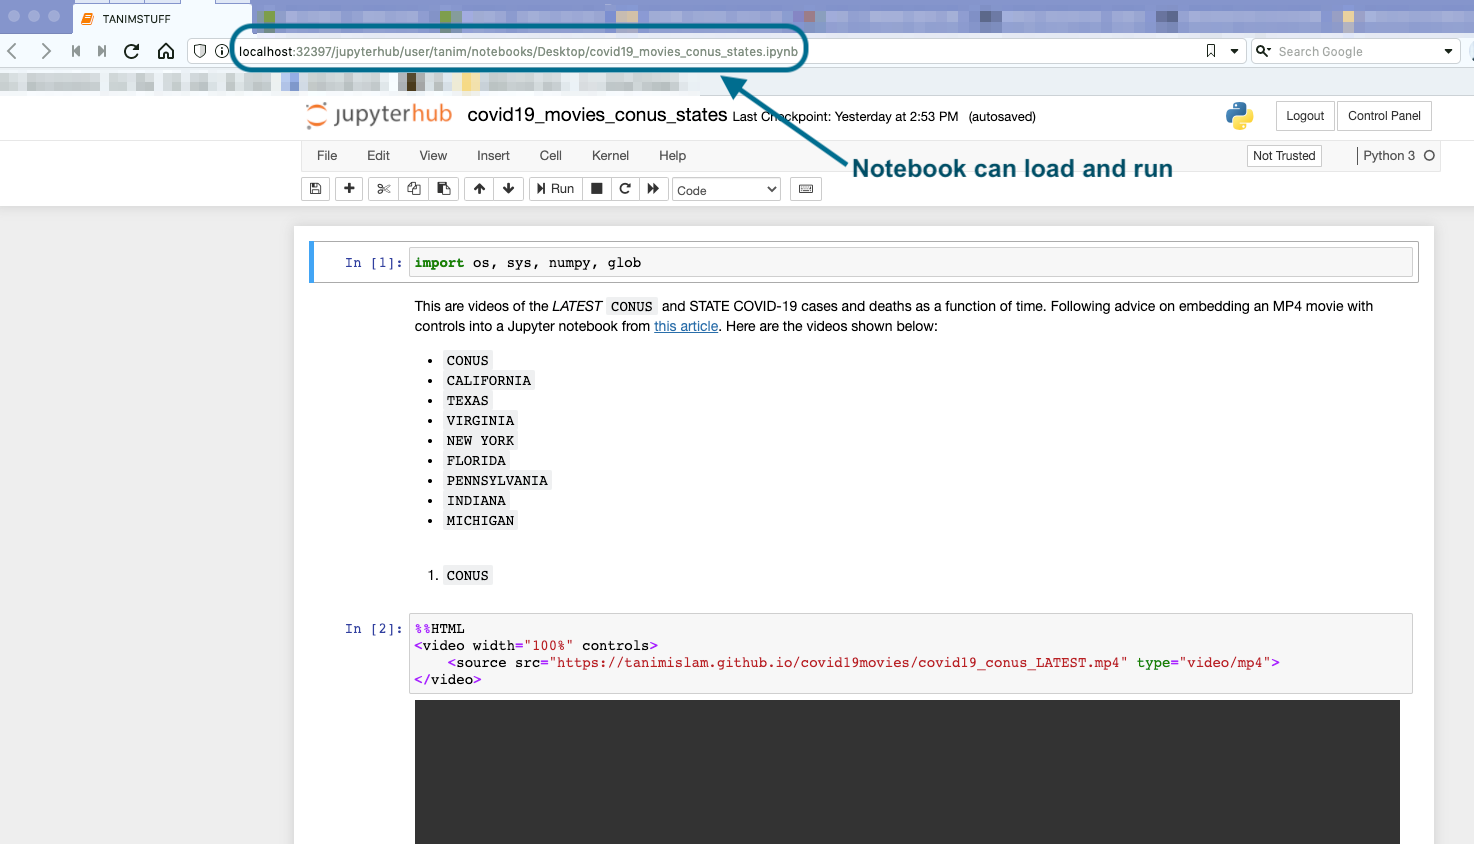 TANIMSTUFF
localhost:32397/jupyterhub/user/tanim/notebooks/Desktop/covid19_movies_conus_states.ipynb
Search Google
jupyterhub covid19_movies_conus_states Last Checkpoint: Yesterday at 2:53 PM (autosaved)
Logout
Control Panel
Notebook can load and run
File Edit View Insert Cell Kernel Help
Not Trusted
Python 3
Run
Code
In [1]: import os, sys, numpy, glob
This are videos of the LATEST CONUS and STATE COVID-19 cases and deaths as a function of time. Following advice on embedding an MP4 movie with
controls into a Jupyter notebook from this article. Here are the videos shown below:
• CONUS
• CALIFORNIA
• TEXAS
• VIRGINIA
• NEW YORK
• FLORIDA
• PENNSYLVANIA
• INDIANA
• MICHIGAN
1. CONUS
In [2]: %%HTML
<video width="100%" controls>
<source src="https://tanimislam.github.io/covid19movies/covid19_conus_LATEST.mp4" type="video/mp4">
</video>